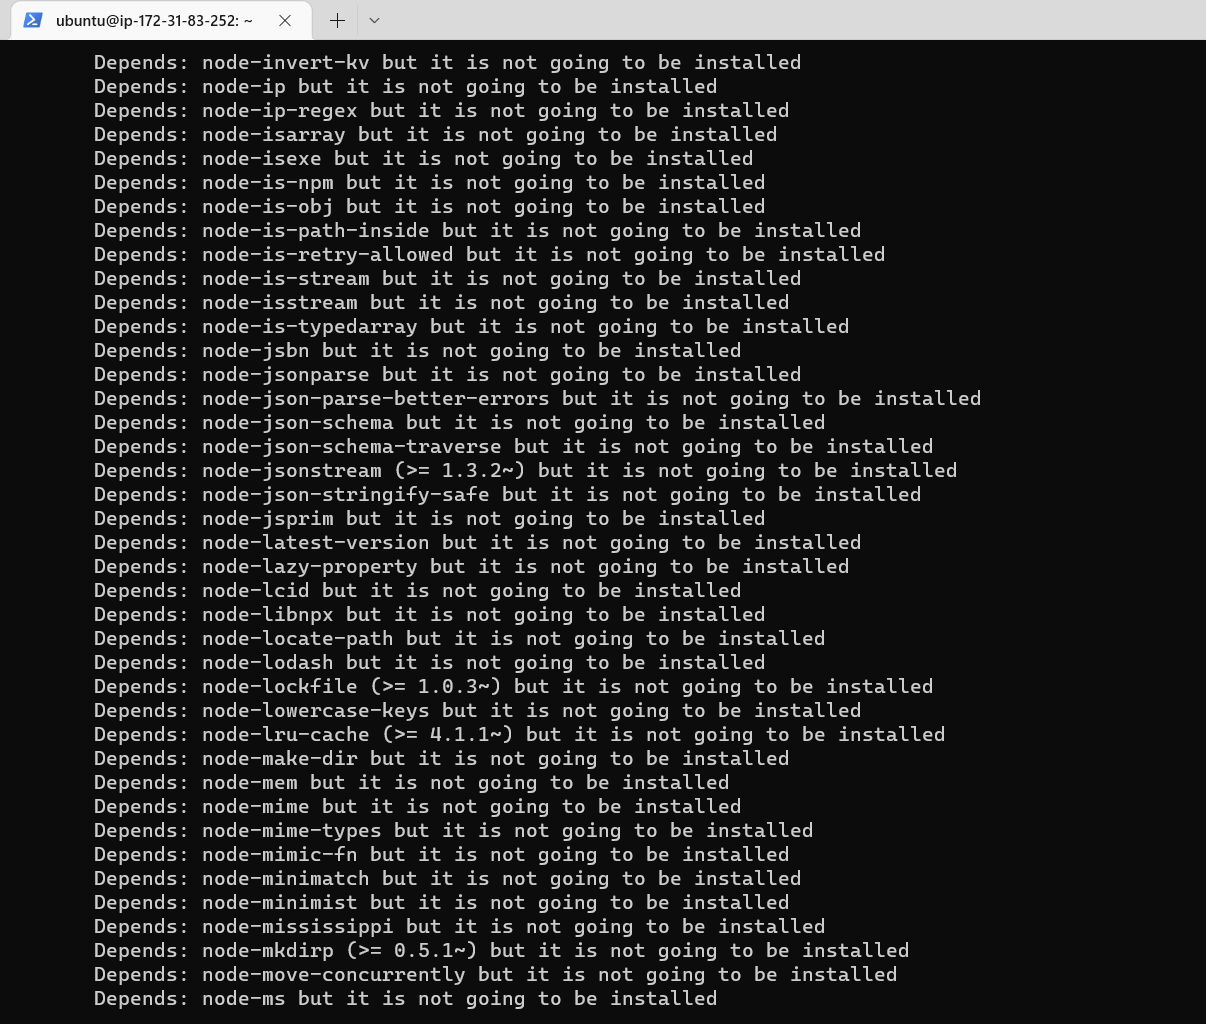 ubuntu@ip-172-31-83-252: ~
Depends: node-invert-kv but it is not going to be installed
Depends: node-ip but it is not going to be installed
Depends: node-ip-regex but it is not going to be installed
Depends: node-isarray but it is not going to be installed
Depends: node-isexe but it is not going to be installed
Depends: node-is-npm but it is not going to be installed
Depends: node-is-obj but it is not going to be installed
Depends: node-is-path-inside but it is not going to be installed
Depends: node-is-retry-allowed but it is not going to be installed
Depends: node-is-stream but it is not going to be installed
Depends: node-isstream but it is not going to be installed
Depends: node-is-typedarray but it is not going to be installed
Depends: node-jsbn but it is not going to be installed
Depends: node-jsonparse but it is not going to be installed
Depends: node-json-parse-better-errors but it is not going to be installed
Depends: node-json-schema but it is not going to be installed
Depends: node-json-schema-traverse but it is not going to be installed
Depends: node-jsonstream (>= 1.3.2~) but it is not going to be installed
Depends: node-json-stringify-safe but it is not going to be installed
Depends: node-jsprim but it is not going to be installed
Depends: node-latest-version but it is not going to be installed
Depends: node-lazy-property but it is not going to be installed
Depends: node-lcid but it is not going to be installed
Depends: node-libnpx but it is not going to be installed
Depends: node-locate-path but it is not going to be installed
Depends: node-lodash but it is not going to be installed
Depends: node-lockfile (>= 1.0.3~) but it is not going to be installed
Depends: node-lowercase-keys but it is not going to be installed
Depends: node-lru-cache (>= 4.1.1~) but it is not going to be installed
Depends: node-make-dir but it is not going to be installed
Depends: node-mem but it is not going to be installed
Depends: node-mime but it is not going to be installed
Depends: node-mime-types but it is not going to be installed
Depends: node-mimic-fn but it is not going to be installed
Depends: node-minimatch but it is not going to be installed
Depends: node-minimist but it is not going to be installed
Depends: node-mississippi but it is not going to be installed
Depends: node-mkdirp (>= 0.5.1~) but it is not going to be installed
Depends: node-move-concurrently but it is not going to be installed
Depends: node-ms but it is not going to be installed